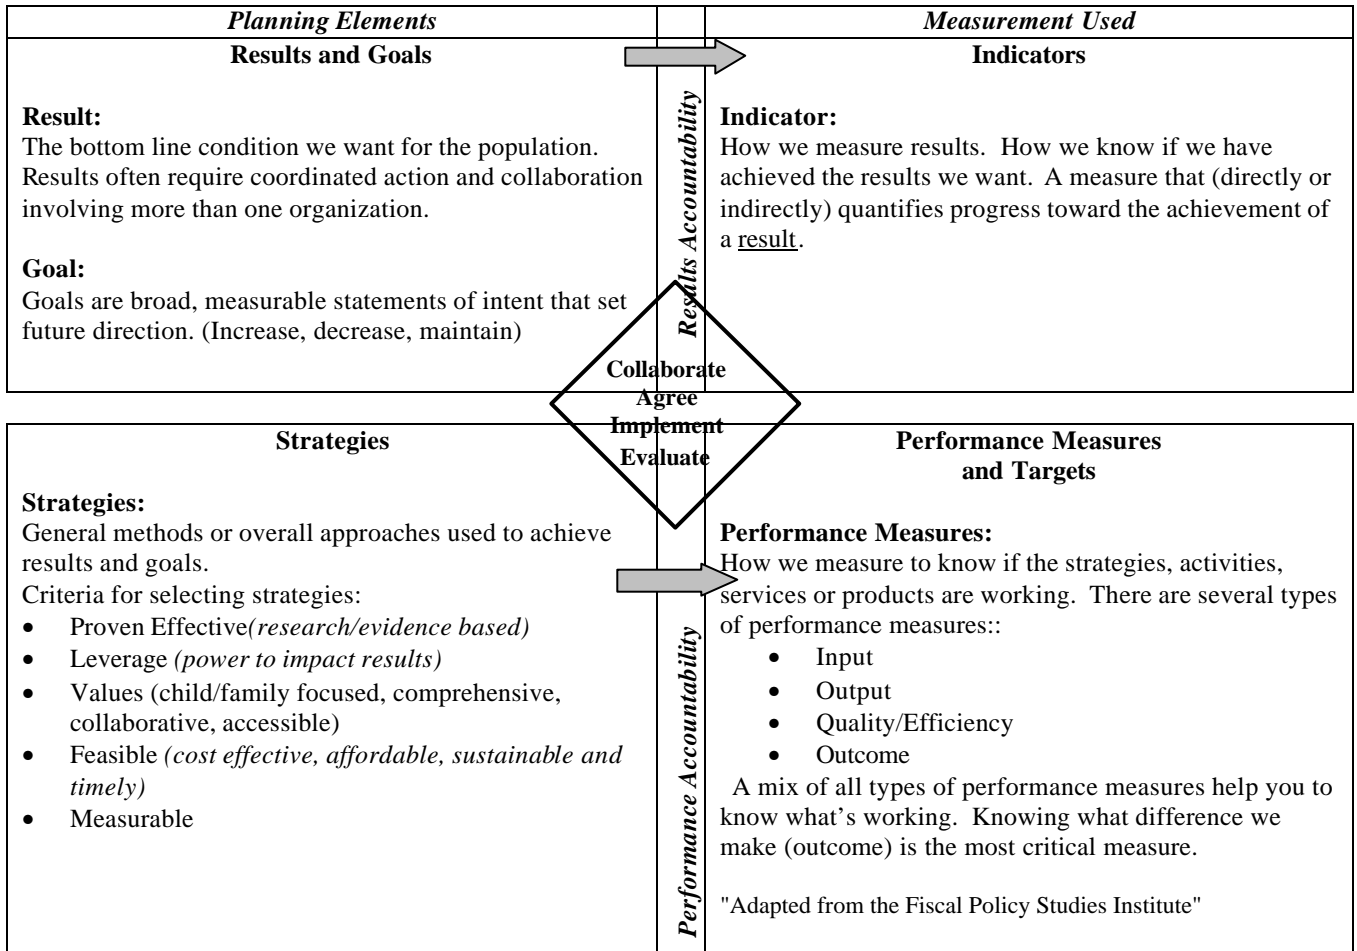 Planning Elements
Measurement Used
Results and Goals
Result:
The bottom line condition we want for the population.
Results often require coordinated action and collaboration
involving more than one organization.
Goal:
Goals are broad, measurable statements of intent that set
future direction. (Increase, decrease, maintain)
Results Accountability
Indicators
Indicator:
How we measure results.  How we know if we have
achieved the results we want.  A measure that (directly or
indirectly) quantifies progress toward the achievement of
a result.
Collaborate
Agree
Implement
Evaluate
Strategies
Strategies:
General methods or overall approaches used to achieve
results and goals.
Criteria for selecting strategies:
• Proven Effective(research/evidence based)
• Leverage (power to impact results)
• Values (child/family focused, comprehensive,
collaborative, accessible)
• Feasible (cost effective, affordable, sustainable and
timely)
• Measurable
Performance Accountability
Performance Measures
and Targets
Performance Measures:
How we measure to know if the strategies, activities,
services or products are working.  There are several types
of performance measures::
• Input
• Output
• Quality/Efficiency
• Outcome
A mix of all types of performance measures help you to
know what’s working.  Knowing what difference we
make (outcome) is the most critical measure.
"Adapted from the Fiscal Policy Studies Institute"